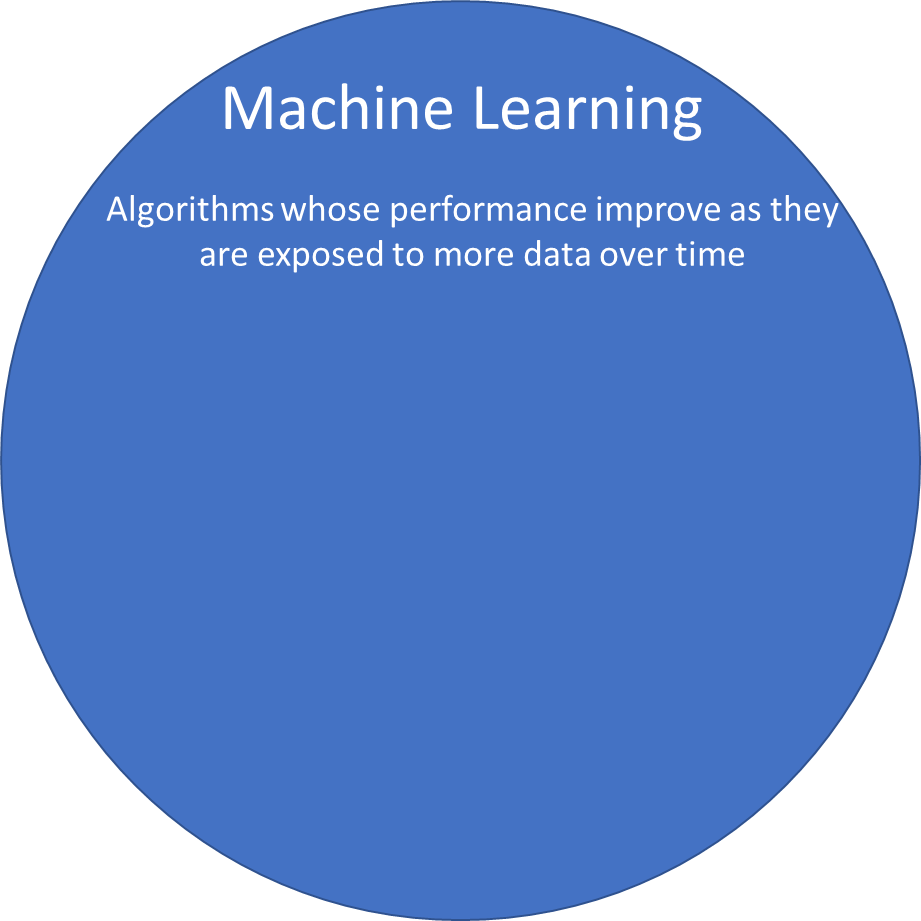 Machine Learning
Algorithms whose performance improve as they
are exposed to more data over time